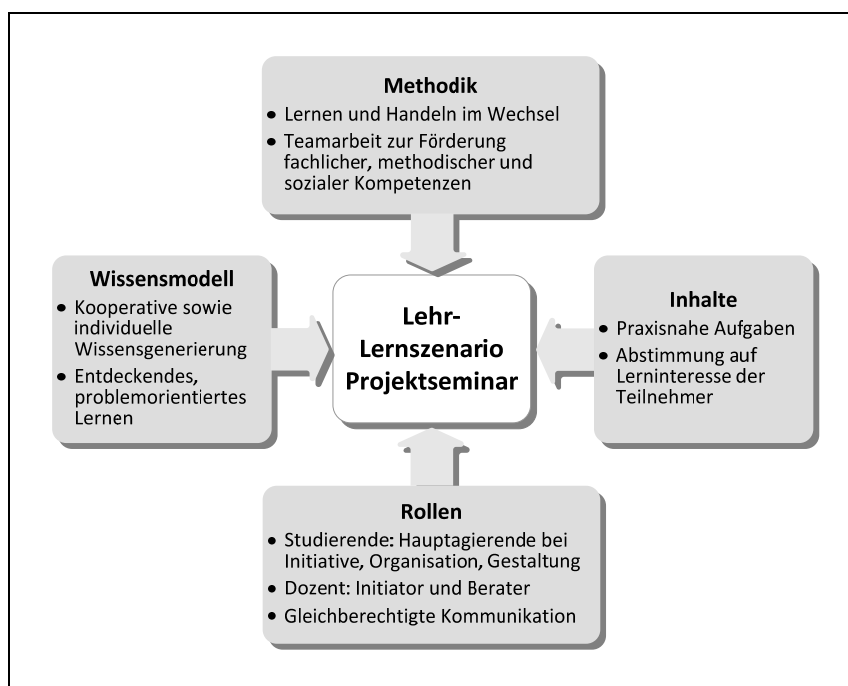 Methodik
• Lernen und Handeln im Wechsel
• Teamarbeit zur Förderung
fachlicher, methodischer und
sozialer Kompetenzen
Wissensmodell
• Kooperative sowie
individuelle
Wissensgenerierung
• Entdeckendes,
problemorientiertes
Lernen
Lehr-
Lernszenario
Projektseminar
Inhalte
• Praxisnahe Aufgaben
• Abstimmung auf
Lerninteresse der
Teilnehmer
Rollen
• Studierende: Hauptagierende bei
Initiative, Organisation, Gestaltung
• Dozent: Initiator und Berater
• Gleichberechtigte Kommunikation